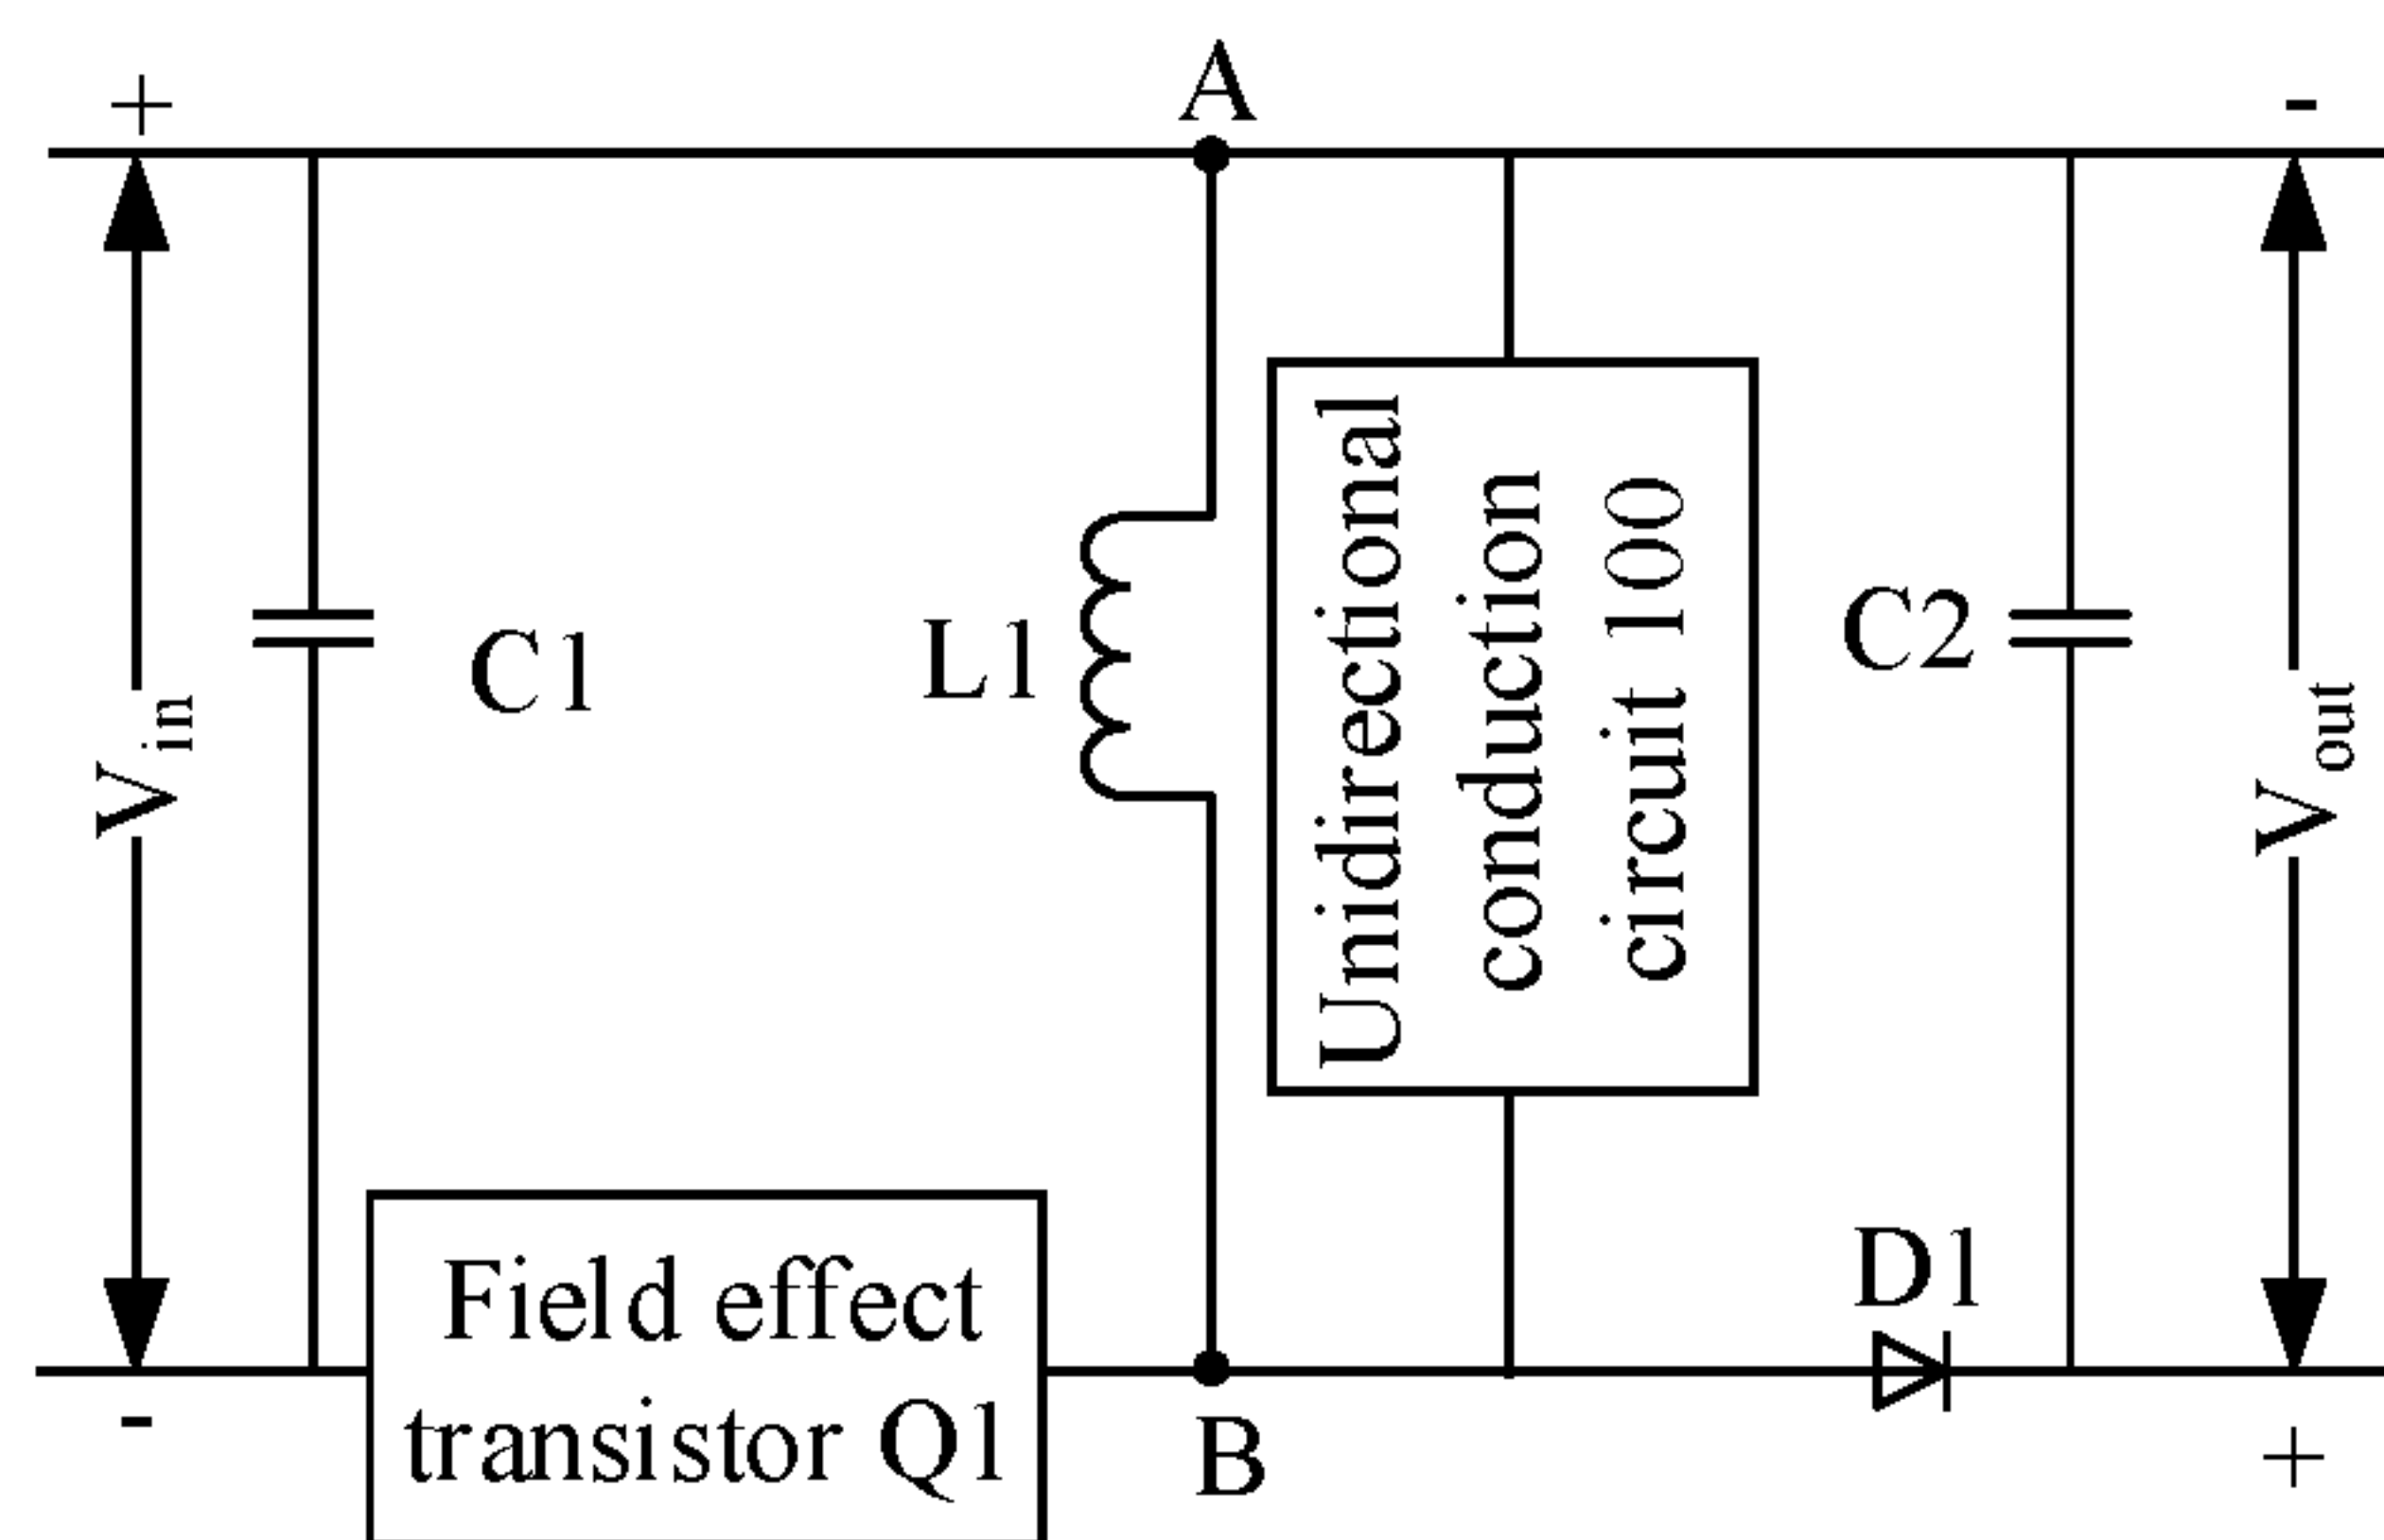 A
+
-
Unidirectional
conduction
circuit 100
C1
L1
C2
Vin
Vout
D1
Field effect
transistor Q1
-
B
+